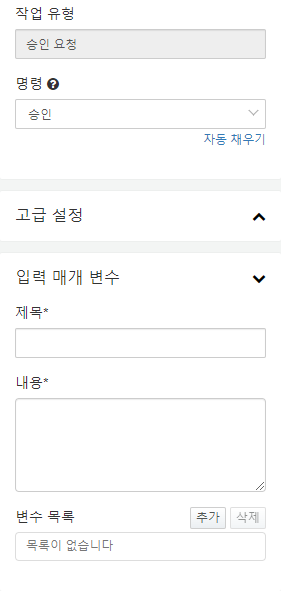 작업 유형
승인 요청
명령 ?
승인
자동 채우기
고급 설정
입력 매개 변수
제목*
내용*
변수 목록 추가 삭제
목록이 없습니다